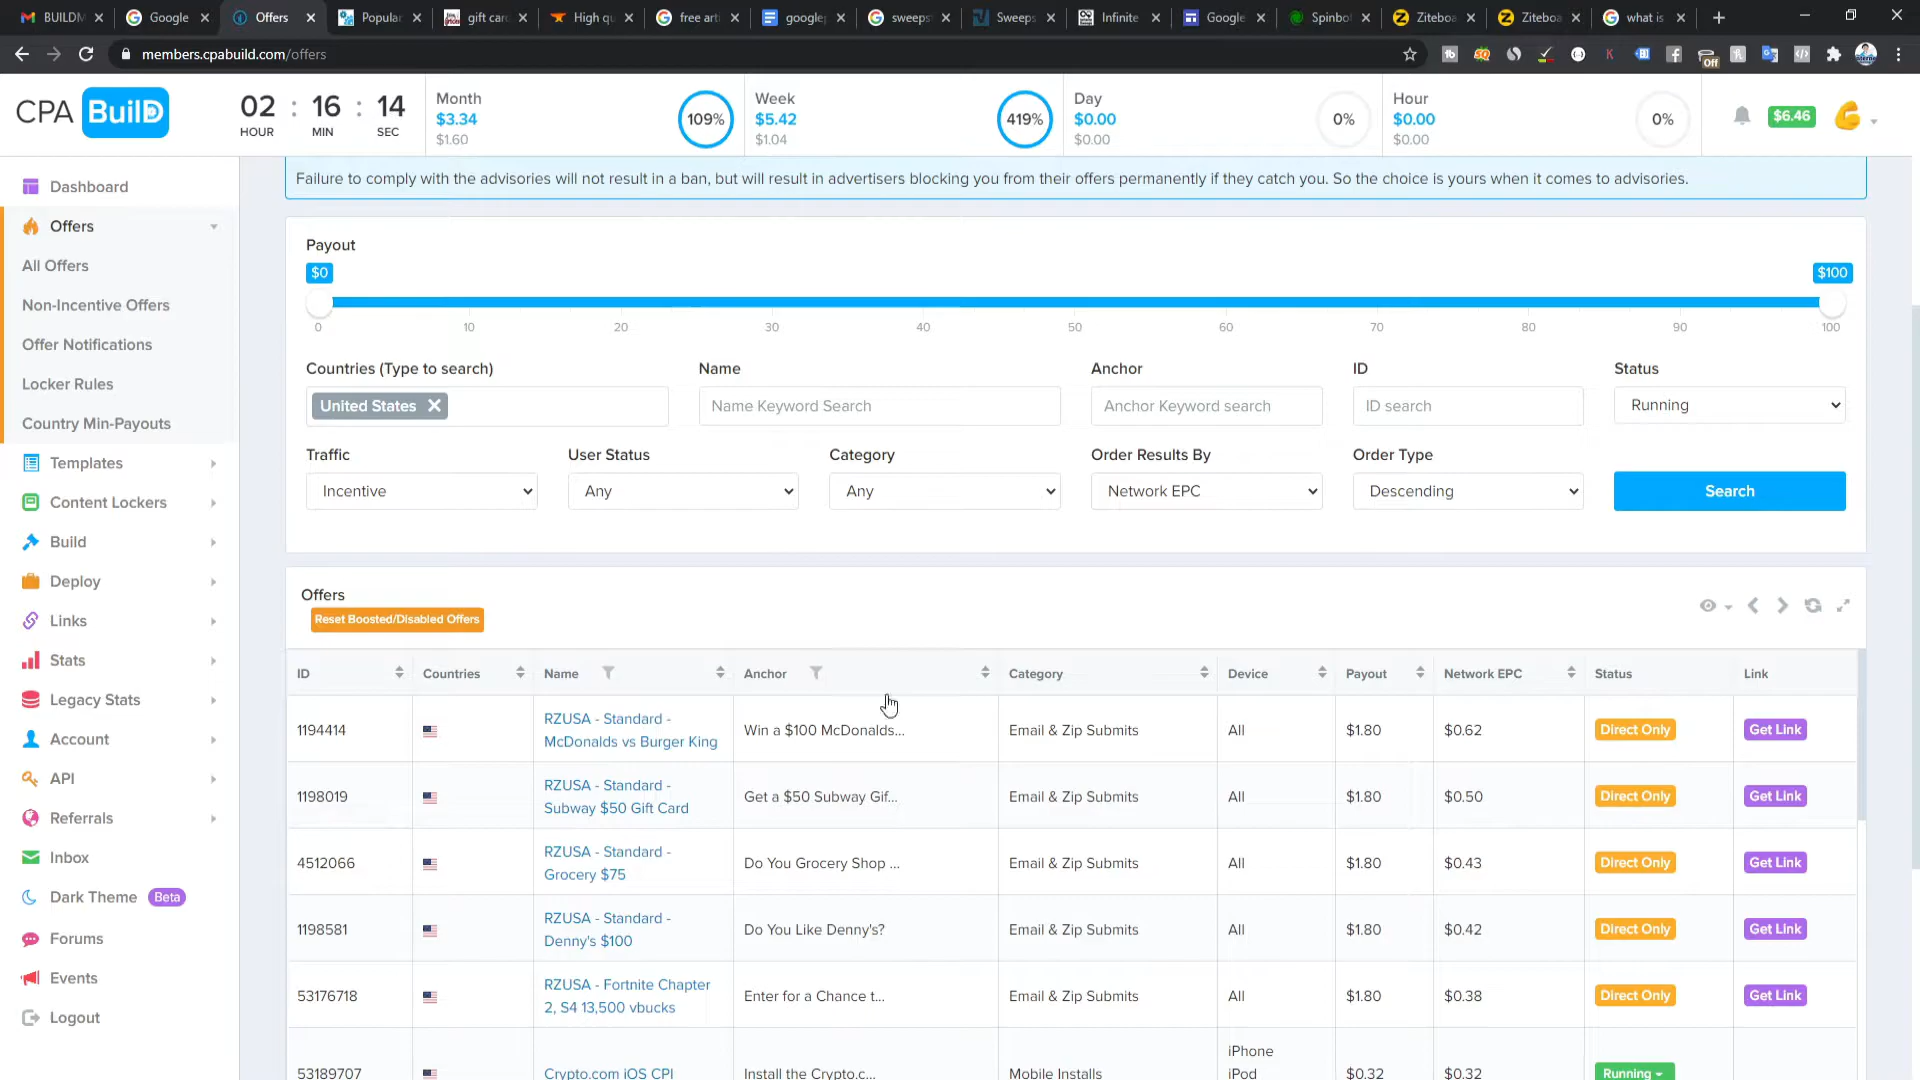 BUILDM
Google
Offers
Popular
gift car
High qu
free arti
google
sweeps
Sweeps
Infinite
Google
Spinbo
Ziteboa
Ziteboa
what is
members.cpabuild.com/offers
Off
CPA BuilD
02 : 16 : 14
HOUR MIN SEC
Month
$3.34
$1.60
109%
Week
$5.42
$1.04
419%
Day
$0.00
$0.00
0%
Hour
$0.00
$0.00
0%
$6.46
Dashboard
Offers
All Offers
Non-Incentive Offers
Offer Notifications
Locker Rules
Country Min-Payouts
Templates
Content Lockers
Build
Deploy
Links
Stats
Legacy Stats
Account
API
Referrals
Inbox
Dark Theme Beta
Forums
Events
Logout
Failure to comply with the advisories will not result in a ban, but will result in advertisers blocking you from their offers permanently if they catch you. So the choice is yours when it comes to advisories.
Payout
$0 $100
0 10 20 30 40 50 60 70 80 90 100
Countries (Type to search) Name Anchor ID Status
United States Name Keyword Search Anchor Keyword search ID search Running
Traffic User Status Category Order Results By Order Type
Incentive Any Any Network EPC Descending Search
Offers
Reset Boosted/Disabled Offers
ID Countries Name Anchor Category Device Payout Network EPC Status Link
1194414 RZUSA - Standard - McDonalds vs Burger King Win a $100 McDonalds... Email & Zip Submits All $1.80 $0.62 Direct Only Get Link
1198019 RZUSA - Standard - Subway $50 Gift Card Get a $50 Subway Gif... Email & Zip Submits All $1.80 $0.50 Direct Only Get Link
4512066 RZUSA - Standard - Grocery $75 Do You Grocery Shop ... Email & Zip Submits All $1.80 $0.43 Direct Only Get Link
1198581 RZUSA - Standard - Denny's $100 Do You Like Denny's? Email & Zip Submits All $1.80 $0.42 Direct Only Get Link
53176718 RZUSA - Fortnite Chapter 2, S4 13,500 vbucks Enter for a Chance t... Email & Zip Submits All $1.80 $0.38 Direct Only Get Link
53189707 Crypto.com iOS CPI Install the Crypto.c... Mobile Installs iPhone iPod $0.32 $0.32 Running